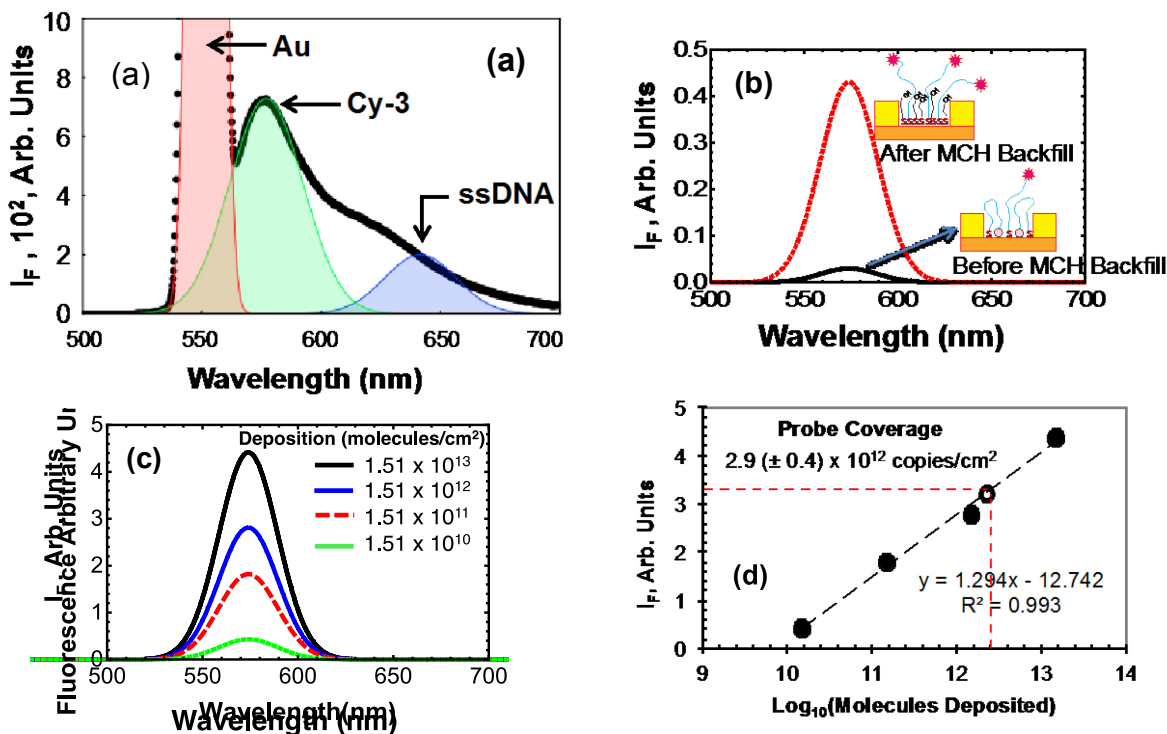 (a)
(a)
Au
Cy-3
ssDNA
10
8
6
4
2
0
I_F , 10², Arb. Units
500
550
600
650
700
Wavelength (nm)
(b)
0.5
0.4
0.3
0.2
0.1
0.0
I_F, Arb. Units
After MCH Backfill
Before MCH Backfill
500
550
600
650
700
Wavelength (nm)
(c)
Deposition (molecules/cm²)
1.51 x 10¹³
1.51 x 10¹²
1.51 x 10¹¹
1.51 x 10¹⁰
5
4
3
2
1
0
Arb. Units
Fluorescence Arbitrary
500
550
600
650
700
Wavelength(nm)
Wavelength (nm)
5
4
3
2
1
0
I_F, Arb. Units
Probe Coverage
2.9 (± 0.4) x 10¹² copies/cm²
(d)
y = 1.294x - 12.742
R² = 0.993
9
10
11
12
13
14
Log₁₀(Molecules Deposited)